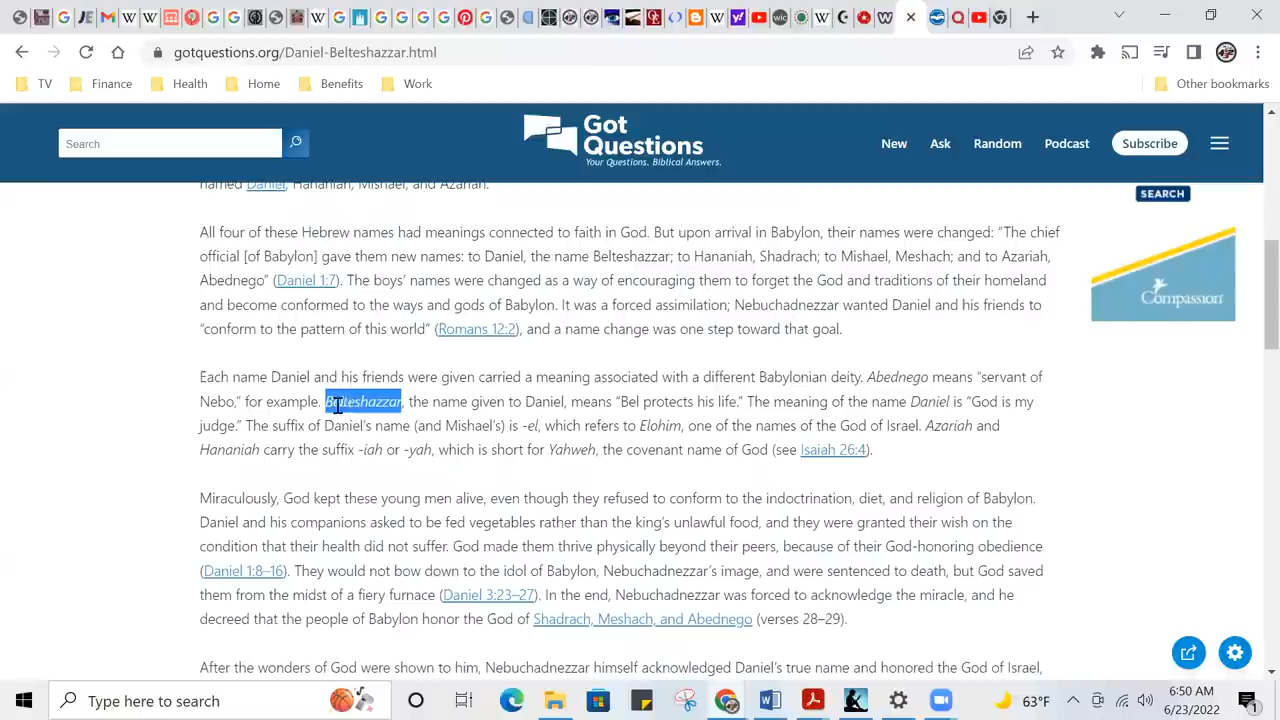 gotquestions.org/Daniel-Belteshazzar.html
TV Finance Health Home Benefits Work Other bookmarks
Search
Got
Questions
Your Questions. Biblical Answers.
New Ask Random Podcast Subscribe
named Daniel, Hananiah, Mishael, and Azariah.
SEARCH
All four of these Hebrew names had meanings connected to faith in God. But upon arrival in Babylon, their names were changed: “The chief
official [of Babylon] gave them new names: to Daniel, the name Belteshazzar; to Hananiah, Shadrach; to Mishael, Meshach; and to Azariah,
Abednego” (Daniel 1:7). The boys’ names were changed as a way of encouraging them to forget the God and traditions of their homeland
and become conformed to the ways and gods of Babylon. It was a forced assimilation; Nebuchadnezzar wanted Daniel and his friends to
“conform to the pattern of this world” (Romans 12:2), and a name change was one step toward that goal.
Compassion
Each name Daniel and his friends were given carried a meaning associated with a different Babylonian deity. Abednego means “servant of
Nebo,” for example. Belteshazzar, the name given to Daniel, means “Bel protects his life.” The meaning of the name Daniel is “God is my
judge.” The suffix of Daniel’s name (and Mishael’s) is -el, which refers to Elohim, one of the names of the God of Israel. Azariah and
Hananiah carry the suffix -iah or -yah, which is short for Yahweh, the covenant name of God (see Isaiah 26:4).
Miraculously, God kept these young men alive, even though they refused to conform to the indoctrination, diet, and religion of Babylon.
Daniel and his companions asked to be fed vegetables rather than the king’s unlawful food, and they were granted their wish on the
condition that their health did not suffer. God made them thrive physically beyond their peers, because of their God-honoring obedience
(Daniel 1:8–16). They would not bow down to the idol of Babylon, Nebuchadnezzar’s image, and were sentenced to death, but God saved
them from the midst of a fiery furnace (Daniel 3:23–27). In the end, Nebuchadnezzar was forced to acknowledge the miracle, and he
decreed that the people of Babylon honor the God of Shadrach, Meshach, and Abednego (verses 28–29).
After the wonders of God were shown to him, Nebuchadnezzar himself acknowledged Daniel’s true name and honored the God of Israel,
Type here to search
63°F
6:50 AM
6/23/2022